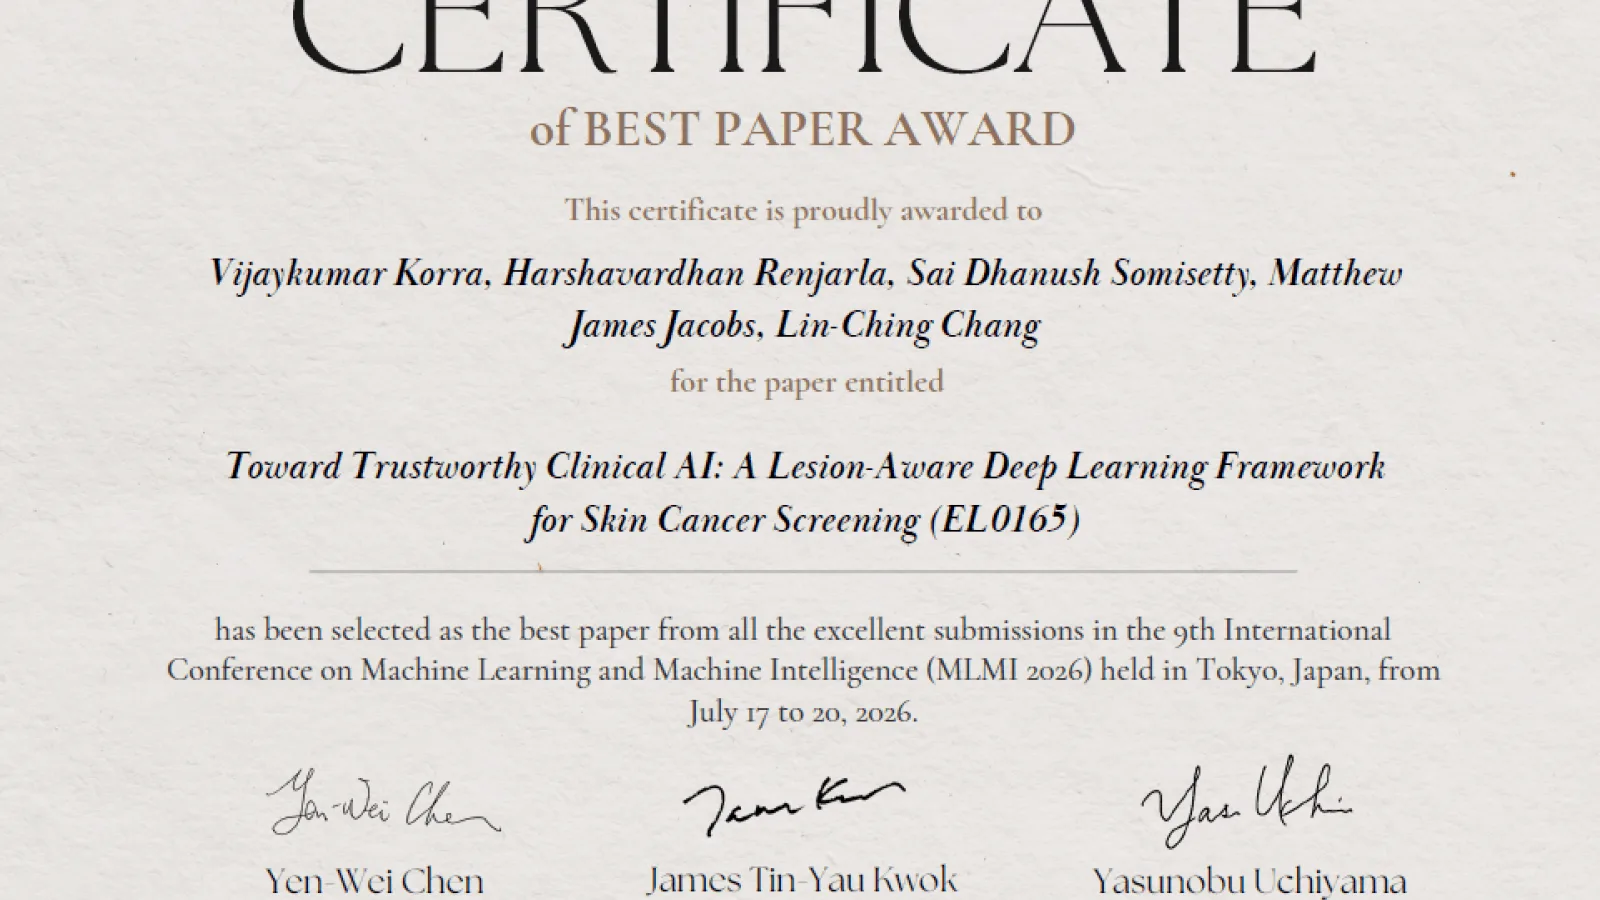 CERTIFICATE
of BEST PAPER AWARD
This certificate is proudly awarded to
Vijaykumar Korra, Harshavardhan Renjarla, Sai Dhanush Somisetty, Matthew
James Jacobs, Lin-Ching Chang
for the paper entitled
Toward Trustworthy Clinical AI: A Lesion-Aware Deep Learning Framework
for Skin Cancer Screening (EL0165)
has been selected as the best paper from all the excellent submissions in the 9th International
Conference on Machine Learning and Machine Intelligence (MLMI 2026) held in Tokyo, Japan, from
July 17 to 20, 2026.
Yen-Wei Chen
Yen-Wei Chen James Tin-Yau Kwok Yasunobu Uchiyama